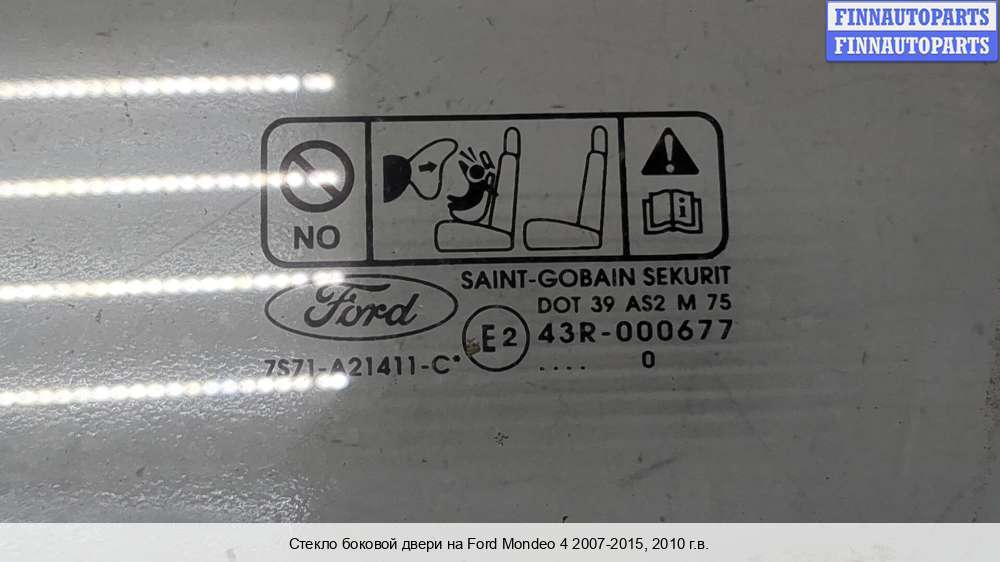 FINNAUTOPARTS
FINNAUTOPARTS
NO
i
SAINT-GOBAIN SEKURIT
DOT 39 AS2 M 75
Ford
E2 43R-000677
7S71-A21411-C* .... 0
Стекло боковой двери на Ford Mondeo 4 2007-2015, 2010 г.в.